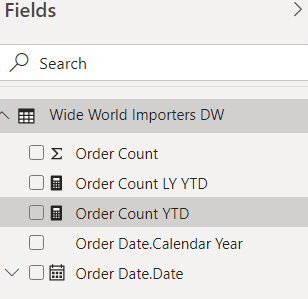 Fields
Search
Wide World Importers DW
Order Count
Order Count LY YTD
Order Count YTD
Order Date.Calendar Year
Order Date.Date